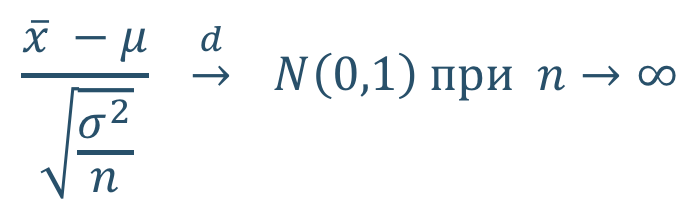 x̄ − μ
√(σ²/n)
d
→ N(0,1) при n → ∞